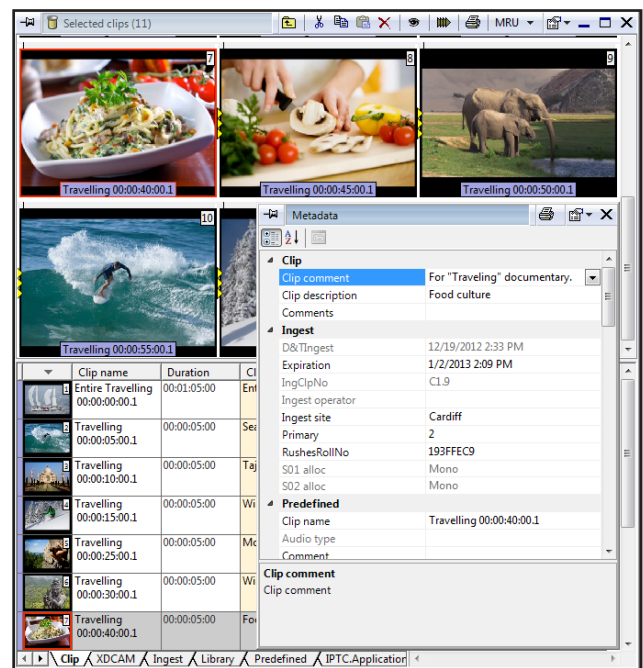 Selected clips (11)
MRU
7
8
9
Travelling 00:00:40:00.1
Travelling 00:00:45:00.1
Travelling 00:00:50:00.1
10
Travelling 00:00:55:00.1
Metadata
Clip
Clip comment For "Traveling" documentary.
Clip description Food culture
Comments
Ingest
D&TIngest 12/19/2012 2:33 PM
Expiration 1/2/2013 2:09 PM
IngClpNo C1.9
Ingest operator
Ingest site Cardiff
Primary 2
RushesRollNo 193FFEC9
S01 alloc Mono
S02 alloc Mono
Predefined
Clip name Travelling 00:00:40:00.1
Audio type
Comment
Clip comment
Clip comment
Clip name Duration
1 Entire Travelling 00:01:05:00
00:00:00:00.1
2 Travelling 00:00:05:00
00:00:05:00.1
3 Travelling 00:00:05:00
00:00:10:00.1
4 Travelling 00:00:05:00
00:00:15:00.1
5 Travelling 00:00:05:00
00:00:25:00.1
6 Travelling 00:00:05:00
00:00:30:00.1
7 Travelling 00:00:05:00
00:00:40:00.1
Clip XDCAM Ingest Library Predefined IPTC.Application